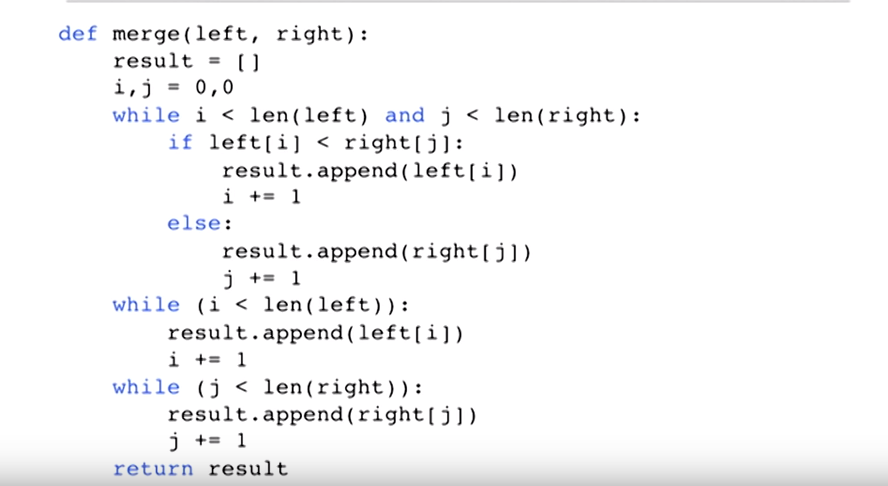 def merge(left, right):
    result = []
    i,j = 0,0
    while i < len(left) and j < len(right):
        if left[i] < right[j]:
            result.append(left[i])
            i += 1
        else:
            result.append(right[j])
            j += 1
    while (i < len(left)):
        result.append(left[i])
        i += 1
    while (j < len(right)):
        result.append(right[j])
        j += 1
    return result